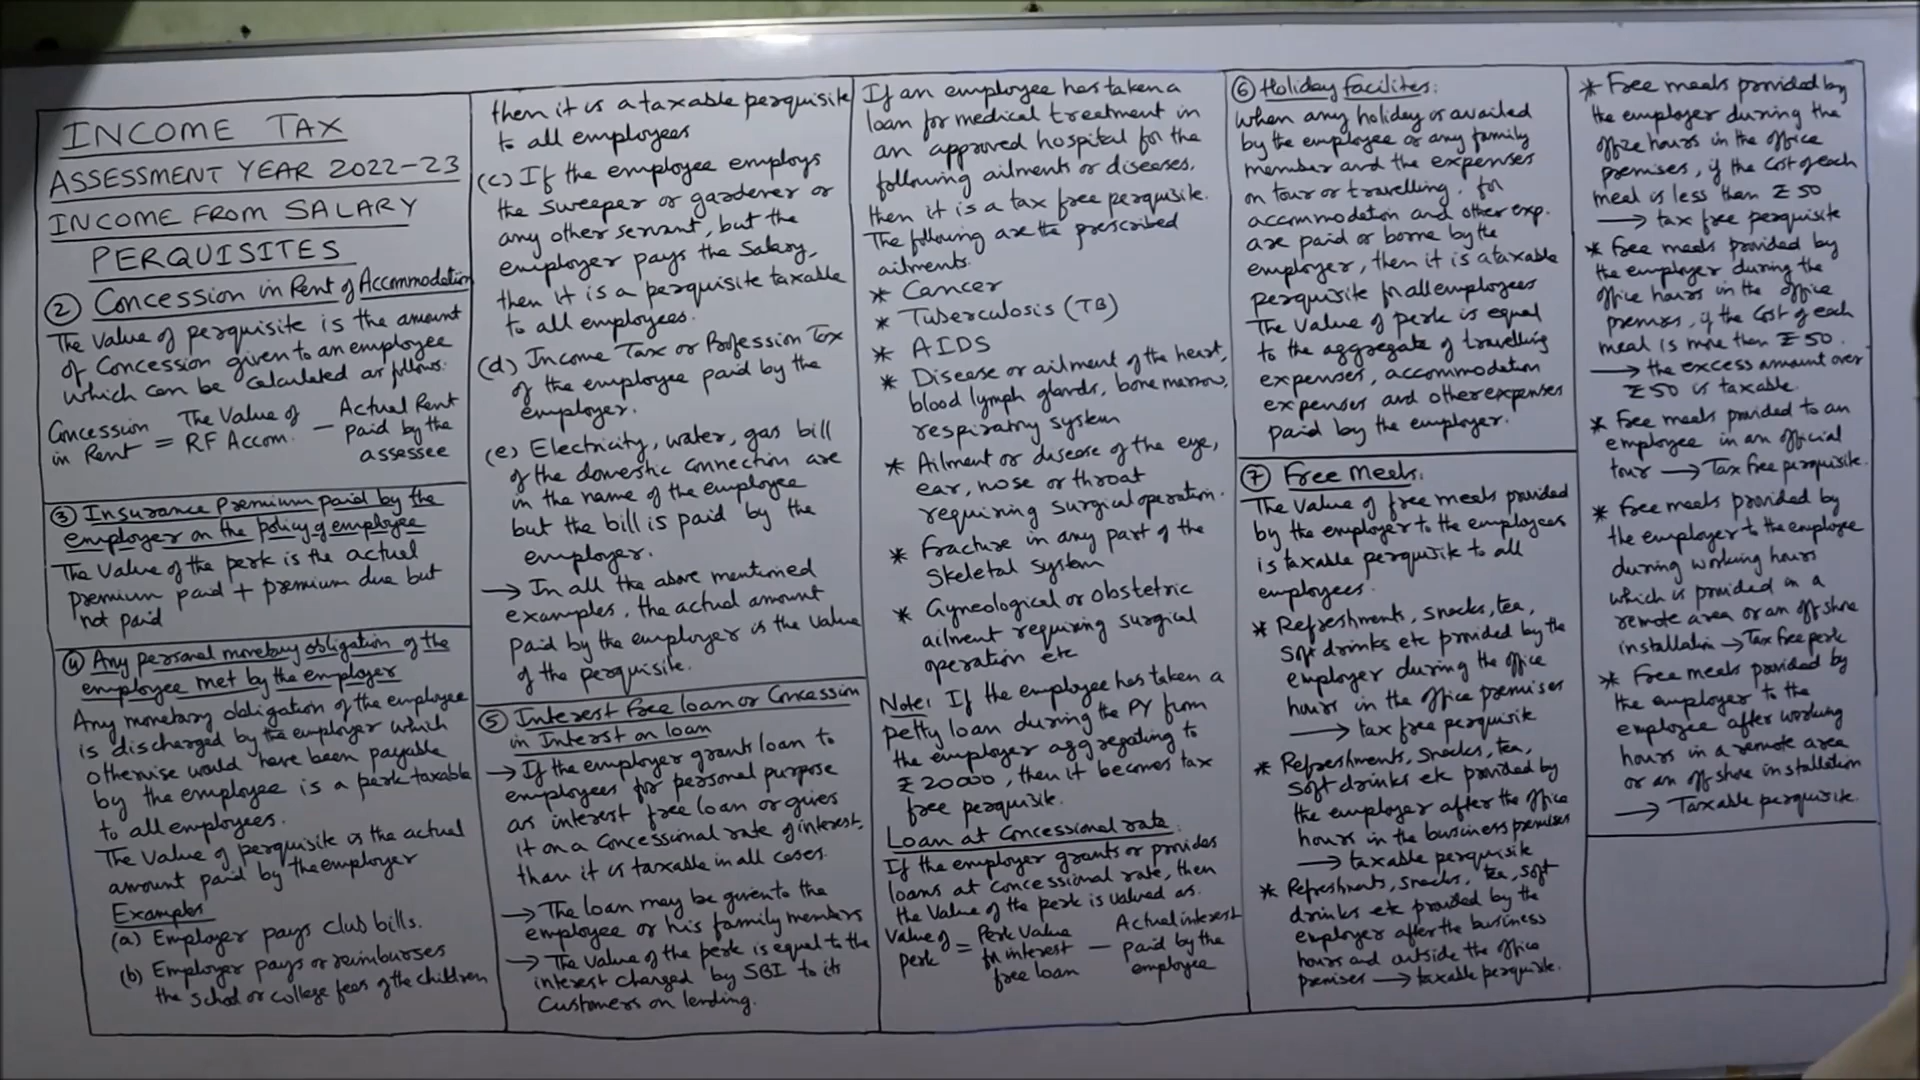 INCOME TAX
ASSESSMENT YEAR 2022-23
INCOME FROM SALARY
PERQUISITES
② Concession in Rent of Accommodation
The Value of perquisite is the amount
of Concession given to an employee
which can be Calculated as follows:
Concession in Rent = The Value of RF Accom. − Actual Rent paid by the assessee
③ Insurance premium paid by the
employer on the policy of employee
The Value of the perk is the actual
premium paid + premium due but
not paid
④ Any personal monetary obligation of the
employee met by the employer
Any monetary obligation of the employee
is discharged by the employer which
otherwise would have been payable
by the employee is a perk taxable
to all employees.
The Value of perquisite is the actual
amount paid by the employer
Examples
(a) Employer pays club bills.
(b) Employer pays or reimburses
the School or College fees of the children
then it is a taxable perquisite
to all employees
(c) If the employee employs
the sweeper or gardener or
any other servant, but the
employer pays the Salary,
then it is a perquisite taxable
to all employees.
(d) Income Tax or Profession Tax
of the employee paid by the
employer.
(e) Electricity, water, gas bill
of the domestic connection are
in the name of the employee
but the bill is paid by the
employer.
→ In all the above mentioned
examples, the actual amount
paid by the employer is the Value
of the perquisite.
⑤ Interest free loan or Concession
in Interst on loan
→ If the employer grants loan to
employees for personal purpose
as interest free loan or gives
it on a Concessional rate of interest,
than it is taxable in all cases.
→ The loan may be given to the
employee or his family members
→ The Value of the perk is equal to the
interest charged by SBI to its
Customers on lending.
If an employee has taken a
loan for medical treatment in
an approved hospital for the
following ailments or diseases,
then it is a tax free perquisite.
The following are the prescribed
ailments.
* Cancer
* Tuberculosis (TB)
* AIDS
* Disease or ailment of the heart,
blood lymph glands, bone marrow,
respiratory system
* Ailment or disease of the eye,
ear, nose or throat
requiring surgical operation.
* Fracture in any part of the
Skeletal system
* Gyneological or obstetric
ailment requiring surgical
operation etc
Note: If the employee has taken a
petty loan during the PY from
the employer aggregating to
₹ 20000, then it becomes tax
free perquisite.
Loan at Concessional rate.
If the employer grants or provides
loans at concessional rate, then
the Value of the perk is valued as.
Value of perk = Perk Value for interest free loan − Actual interest paid by the employee
⑥ Holiday facilites:
When any holiday is availed
by the employee or any family
member and the expenses
on tour or travelling, for
accommodation and other exp.
are paid or borne by the
employer, then it is a taxable
perquisite for all employees
The Value of perk is equal
to the aggregate of travelling
expenses, accommodation
expenses and other expenses
paid by the employer.
⑦ Free Meels.
The Value of free meels provided
by the employer to the employees
is taxable perquisite to all
employees.
* Refreshments, snacks, tea,
soft drinks etc provided by the
employer during the office
hours in the office premises
→ tax free perquisite
* Refreshments, snacks, tea,
soft drinks etc provided by
the employer after the office
hours in the business premises
→ taxable perquisite
* Refreshments, snacks, tea, soft
drinks etc provided by the
employer after the business
hours and outside the office
premises → taxable perquisite.
* Free meels provided by
the employer during the
office hours in the office
premises, if the cost of each
meel is less than ₹ 50
→ tax free perquisite
* Free meels provided by
the employer during the
office hours in the office
premises, if the Cost of each
meal is more than ₹ 50.
→ the excess amount over
₹ 50 is taxable.
* Free meels provided to an
employee in an official
tour → Tax free perquisite.
* Free meels provided by
the employer to the employee
during working hours
which is provided in a
remote area or an off shore
installation → Tax free perk
* Free meels provided by
the employer to the
employee after working
hours in a remote area
or an off shore installation
→ Taxable perquisite.